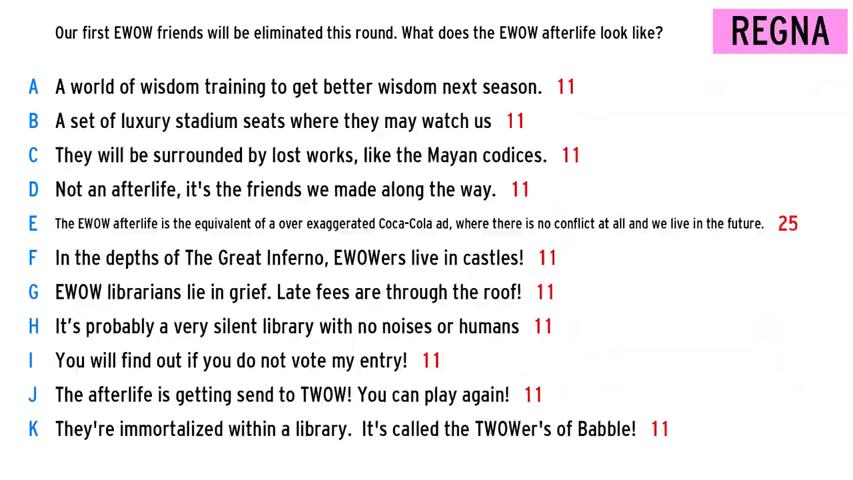 Our first EWOW friends will be eliminated this round. What does the EWOW afterlife look like?
REGNA
A A world of wisdom training to get better wisdom next season. 11
B A set of luxury stadium seats where they may watch us 11
C They will be surrounded by lost works, like the Mayan codices. 11
D Not an afterlife, it's the friends we made along the way. 11
E The EWOW afterlife is the equivalent of a over exaggerated Coca-Cola ad, where there is no conflict at all and we live in the future. 25
F In the depths of The Great Inferno, EWOWers live in castles! 11
G EWOW librarians lie in grief. Late fees are through the roof! 11
H It’s probably a very silent library with no noises or humans 11
I You will find out if you do not vote my entry! 11
J The afterlife is getting send to TWOW! You can play again! 11
K They're immortalized within a library.  It's called the TWOWer's of Babble! 11